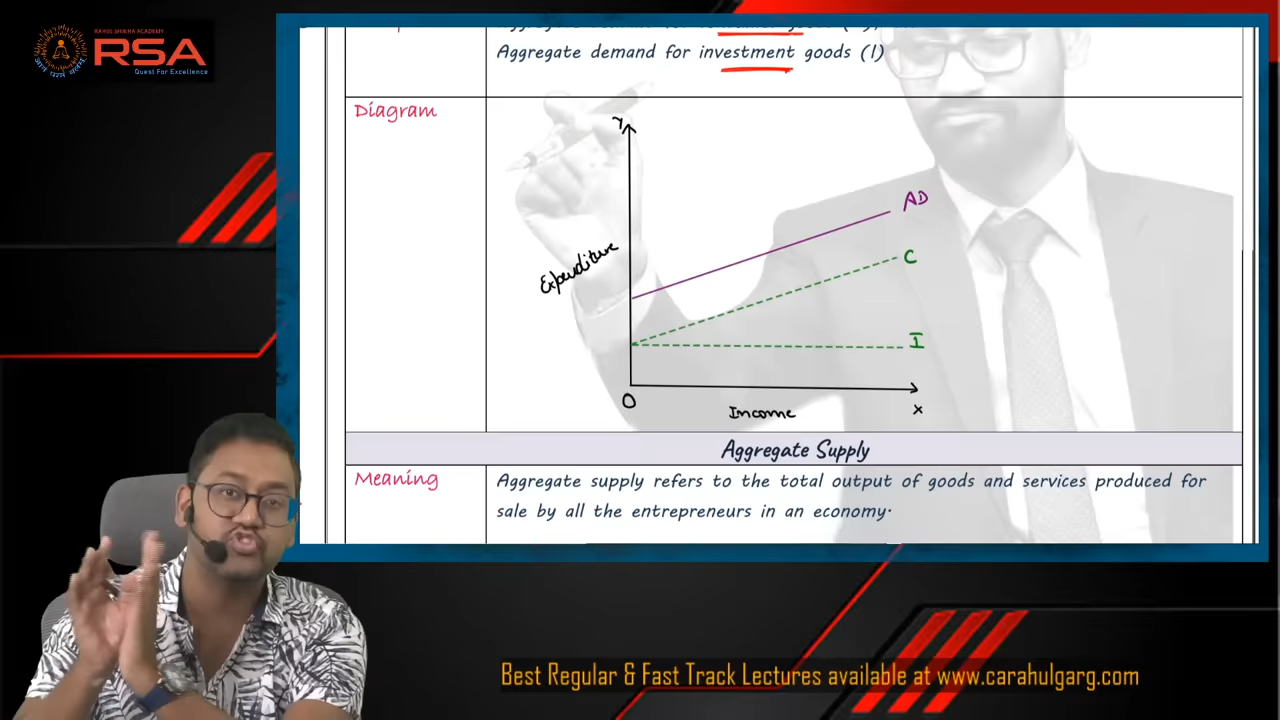 RAHUL SHIKHA ACADEMY
RSA
Quest For Excellence
Aggregate demand for investment goods (I)
Diagram
Y
AD
Expenditure
C
I
O
Income
X
Aggregate Supply
Meaning
Aggregate supply refers to the total output of goods and services produced for
sale by all the entrepreneurs in an economy.
Best Regular & Fast Track Lectures available at www.carahulgarg.com